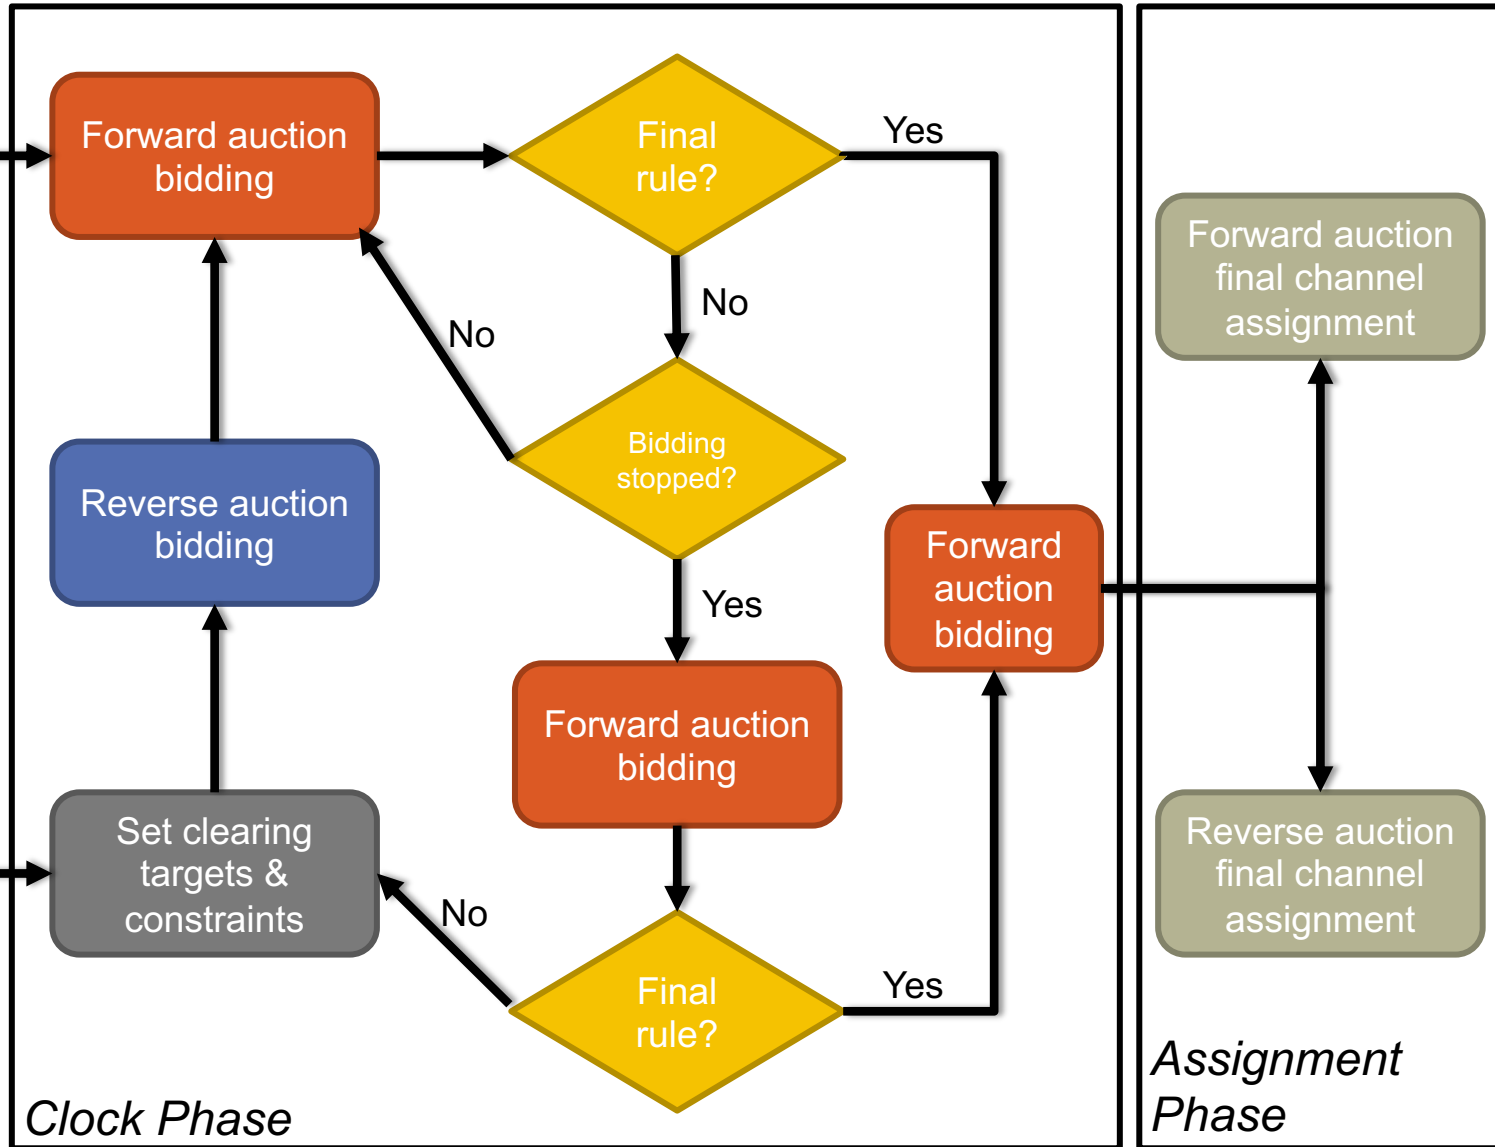 Forward auction
bidding
Final
rule?
Yes
No
No
Bidding
stopped?
Reverse auction
bidding
Yes
Forward
auction
bidding
Forward auction
bidding
Set clearing
targets &
constraints
No
Final
rule?
Yes
Clock Phase
Forward auction
final channel
assignment
Reverse auction
final channel
assignment
Assignment
Phase